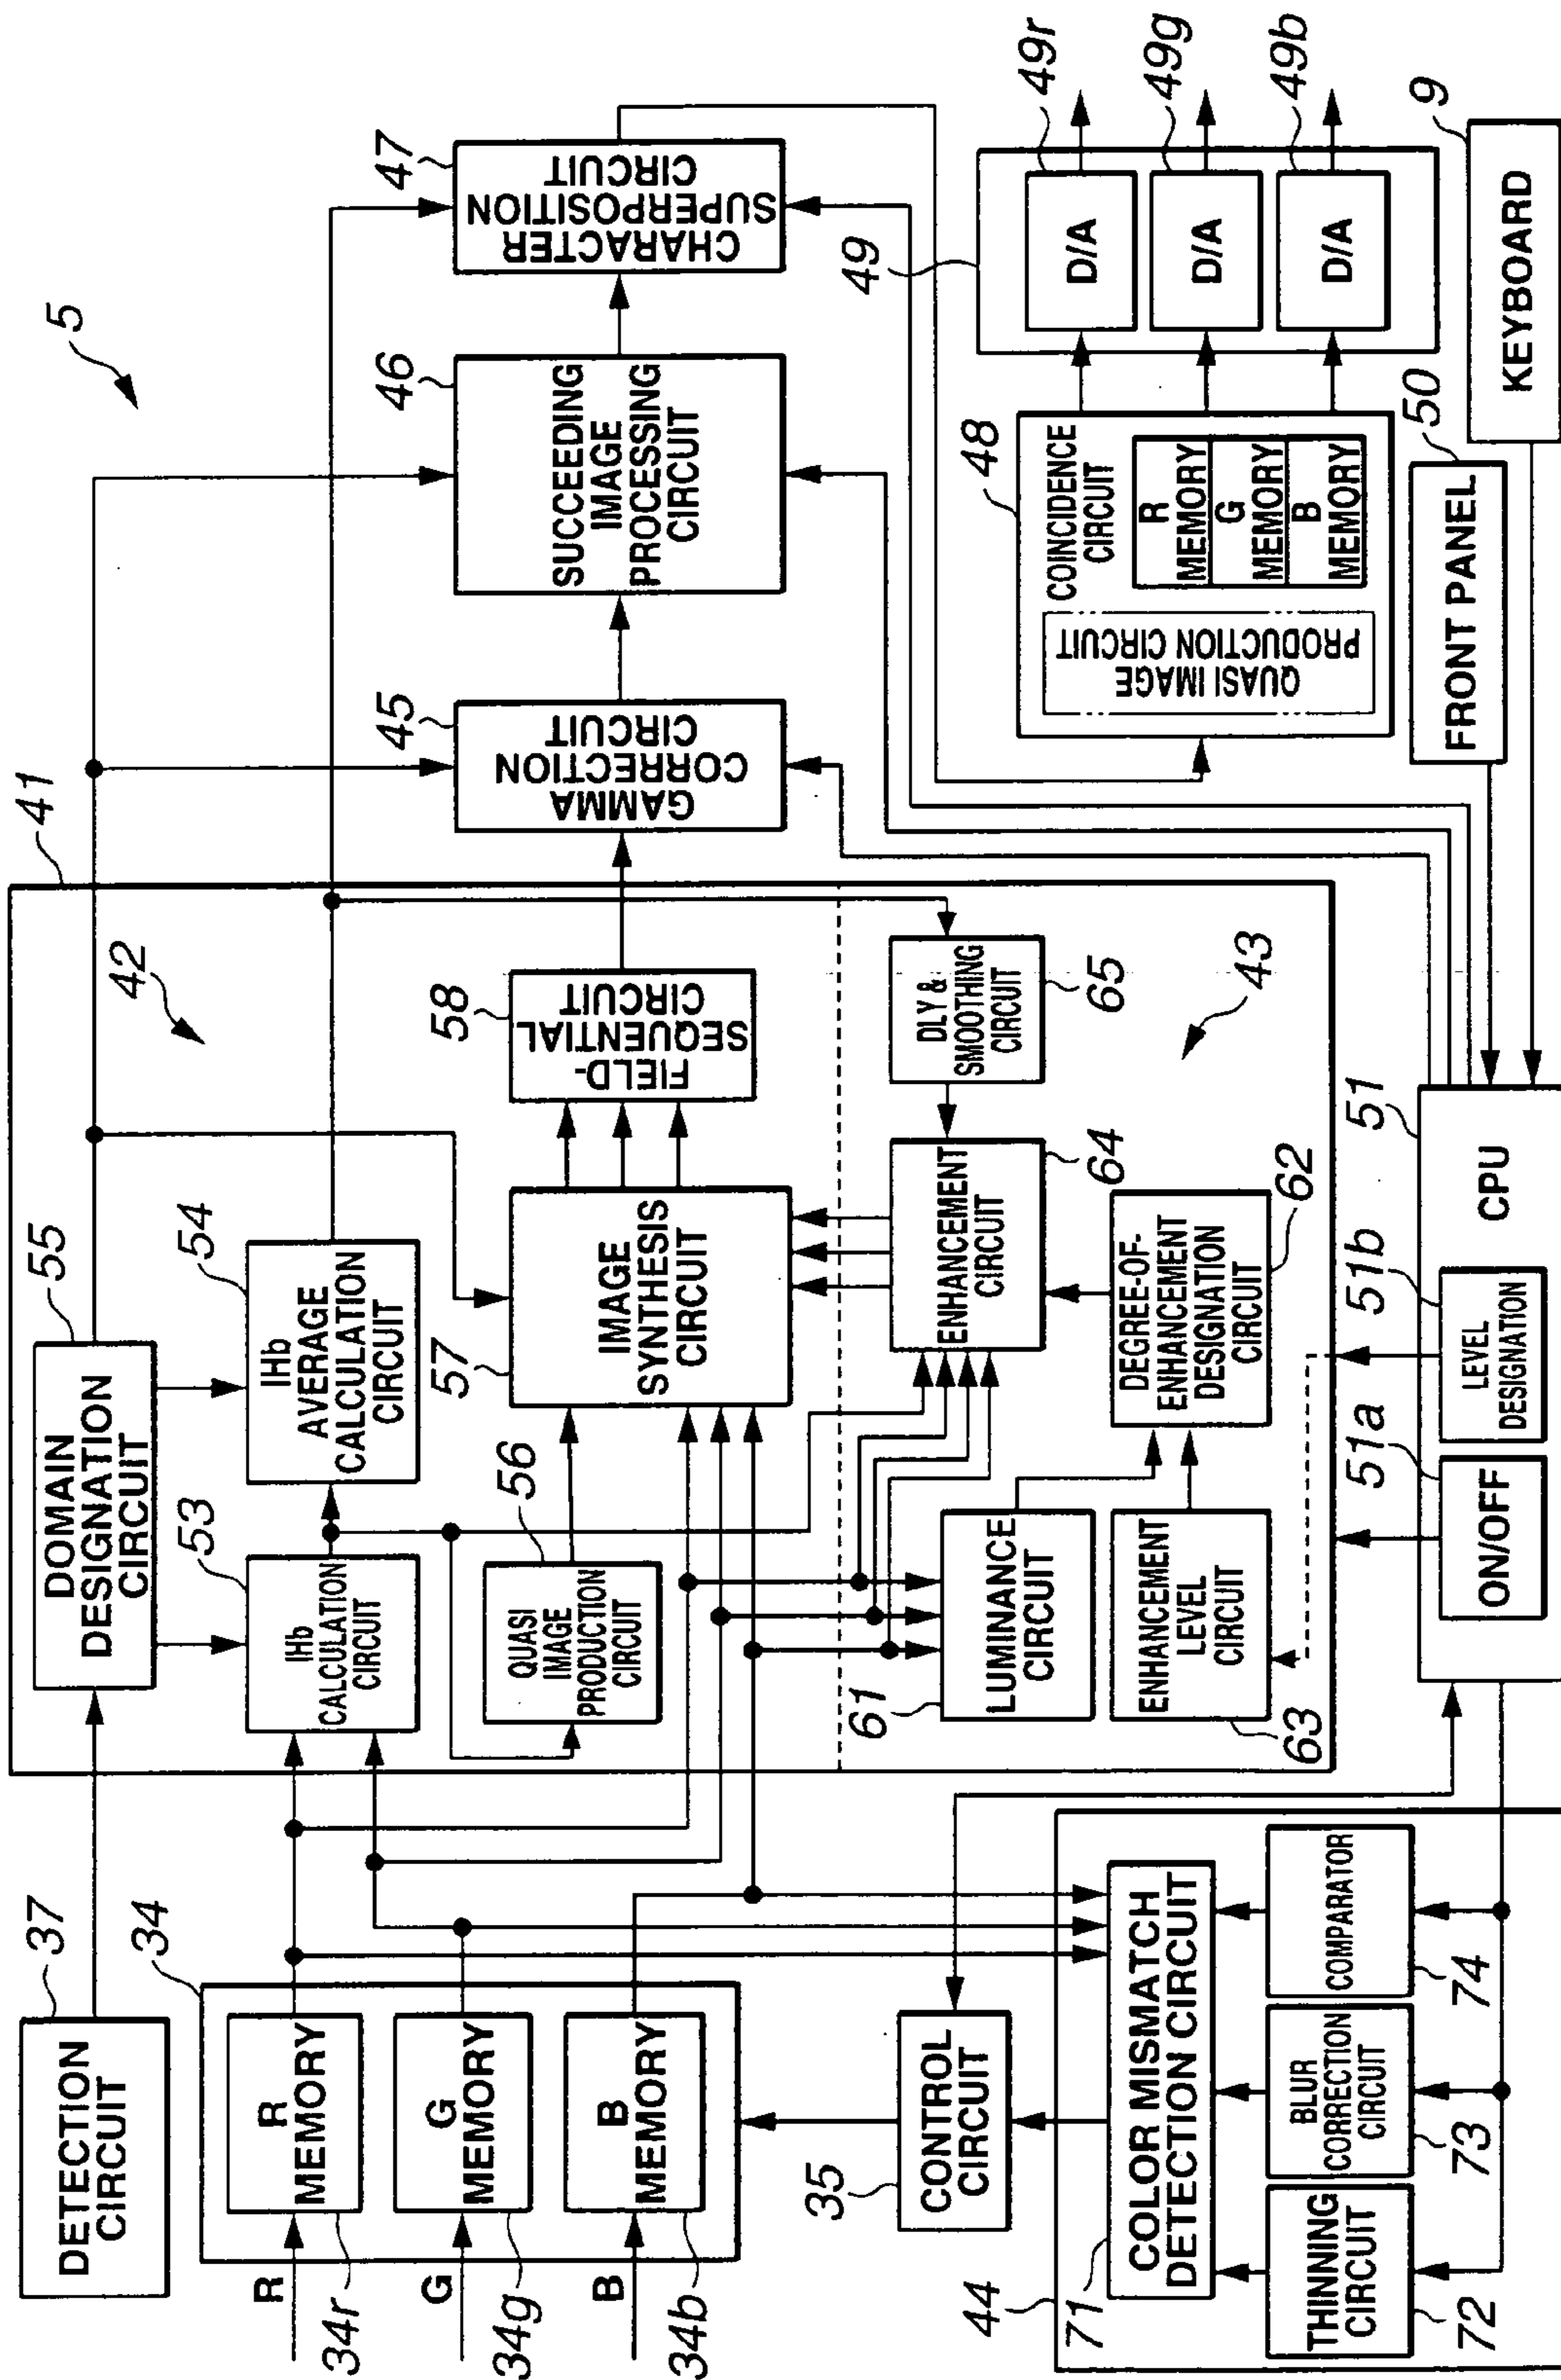 5
DETECTION
CIRCUIT
37
DOMAIN
DESIGNATION
CIRCUIT
55
41
42
34
R
R
MEMORY
34r
G
G
MEMORY
34g
B
B
MEMORY
34b
IHb
CALCULATION
CIRCUIT
53
IHb
AVERAGE
CALCULATION
CIRCUIT
54
QUASI
IMAGE
PRODUCTION
CIRCUIT
56
IMAGE
SYNTHESIS
CIRCUIT
57
FIELD-
SEQUENTIAL
CIRCUIT
58
GAMMA
CORRECTION
CIRCUIT
45
SUCCEEDING
IMAGE
PROCESSING
CIRCUIT
46
CHARACTER
SUPERPOSITION
CIRCUIT
47
CONTROL
CIRCUIT
35
LUMINANCE
CIRCUIT
61
ENHANCEMENT
LEVEL
CIRCUIT
63
ENHANCEMENT
CIRCUIT
64
DEGREE-OF-
ENHANCEMENT
DESIGNATION
CIRCUIT
62
DLY &
SMOOTHING
CIRCUIT
65
43
COINCIDENCE
CIRCUIT
48
QUASI IMAGE
PRODUCTION CIRCUIT
R
MEMORY
G
MEMORY
B
MEMORY
49
D/A
49r
D/A
49g
D/A
49b
44
COLOR MISMATCH
DETECTION CIRCUIT
71
THINNING
CIRCUIT
72
BLUR
CORRECTION
CIRCUIT
73
COMPARATOR
74
CPU
51
ON/OFF
51a
LEVEL
DESIGNATION
51b
FRONT PANEL
50
KEYBOARD
9